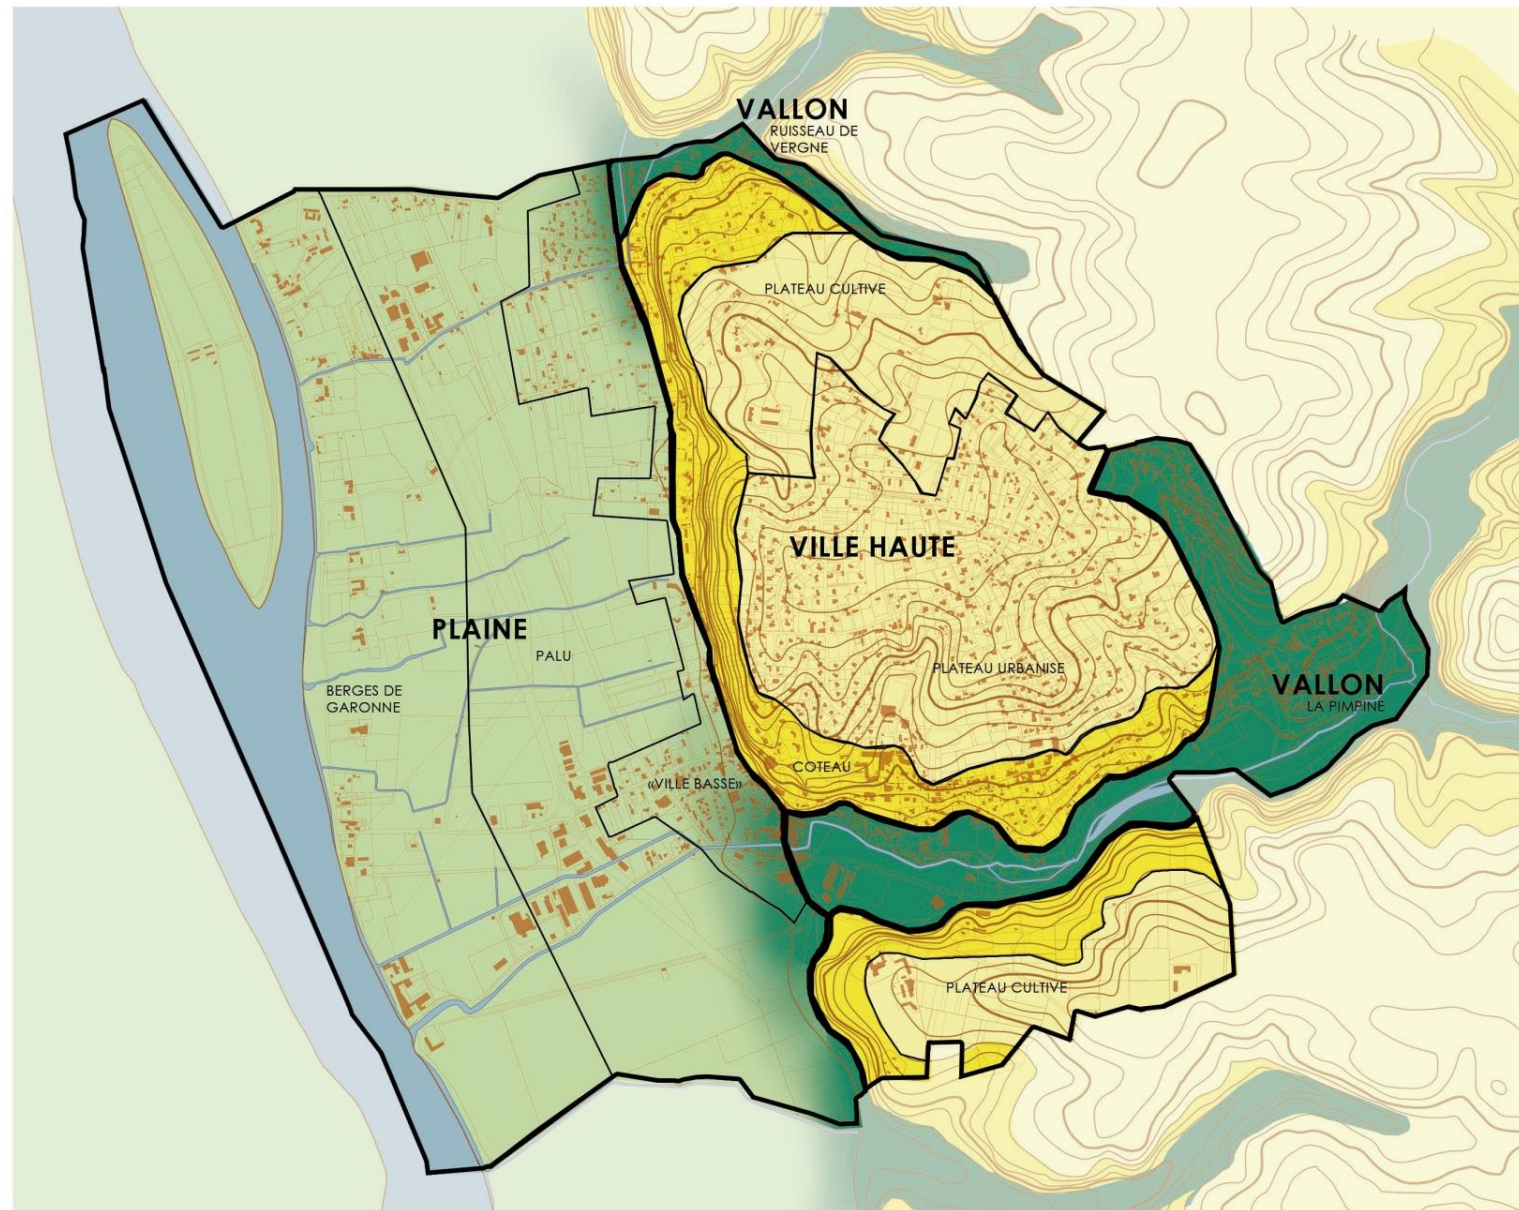 VALLON
RUISSEAU DE
VERGNE
PLATEAU CULTIVE
VILLE HAUTE
PLAINE
PALU
PLATEAU URBANISE
BERGES DE
GARONNE
VALLON
LA PIMPINE
COTEAU
«VILLE BASSE»
PLATEAU CULTIVE